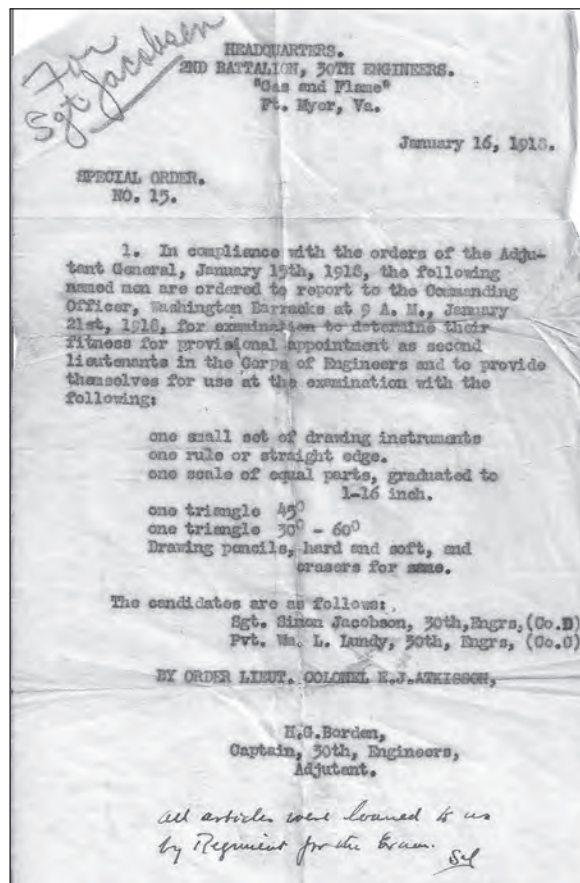 For
Sgt Jacobsen
HEADQUARTERS.
2ND BATTALION, 30TH ENGINEERS.
"Gas and Flame"
Ft. Myer, Va.
January 16, 1918.
SPECIAL ORDER.
NO. 15.
1. In compliance with the orders of the Adju-
tant General, January 15th, 1918, the following
named men are ordered to report to the Commanding
Officer, Washington Barracks at 9 A. M., January
21st, 1918, for examination to determine their
fitness for provisional appointment as second
lieutenants in the Corps of Engineers and to provide
themselves for use at the examination with the
following:
one small set of drawing instruments
one rule or straight edge.
one scale of equal parts, graduated to
1-16 inch.
one triangle 45°
one triangle 30° - 60°
Drawing pencils, hard and soft, and
erasers for same.
The candidates are as follows:
Sgt. Simon Jacobson, 30th, Engrs, (Co.D)
Pvt. Wm. L. Lundy, 30th, Engrs, (Co.C)
BY ORDER LIEUT. COLONEL E.J.ATKISSON,
H.G.Borden,
Captain, 30th, Engineers,
Adjutant.
all articles were loaned to us
by Regiment for the Exam.